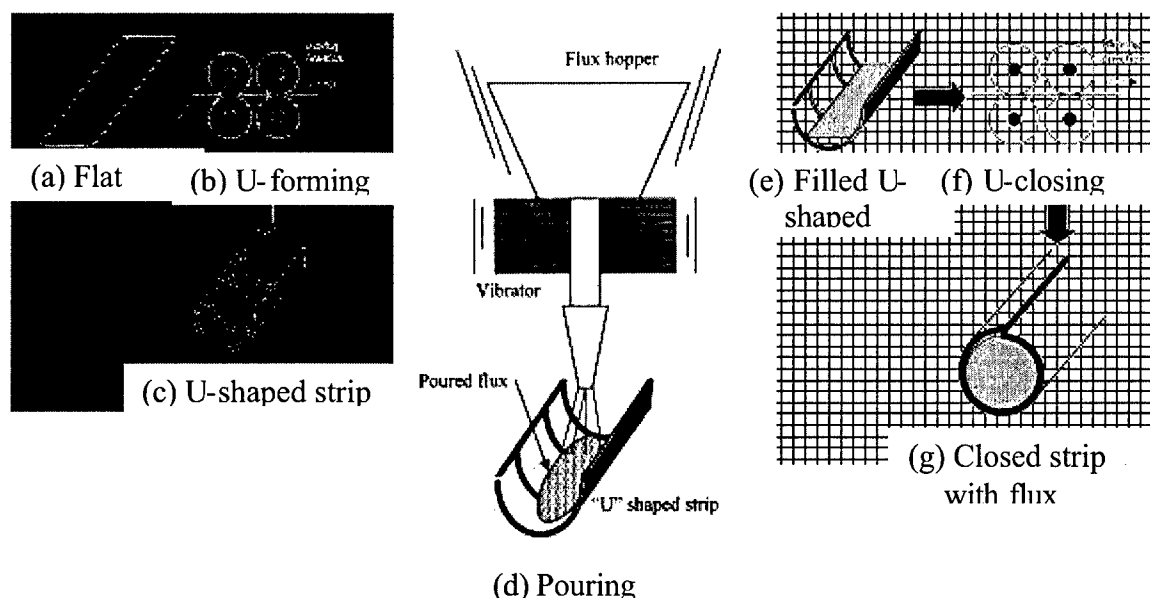 (a) Flat
(b) U-forming
(c) U-shaped strip
Flux hopper
Vibrator
Poured flux
"U" shaped strip
(d) Pouring
(e) Filled U-
shaped
(f) U-closing
(g) Closed strip
with flux